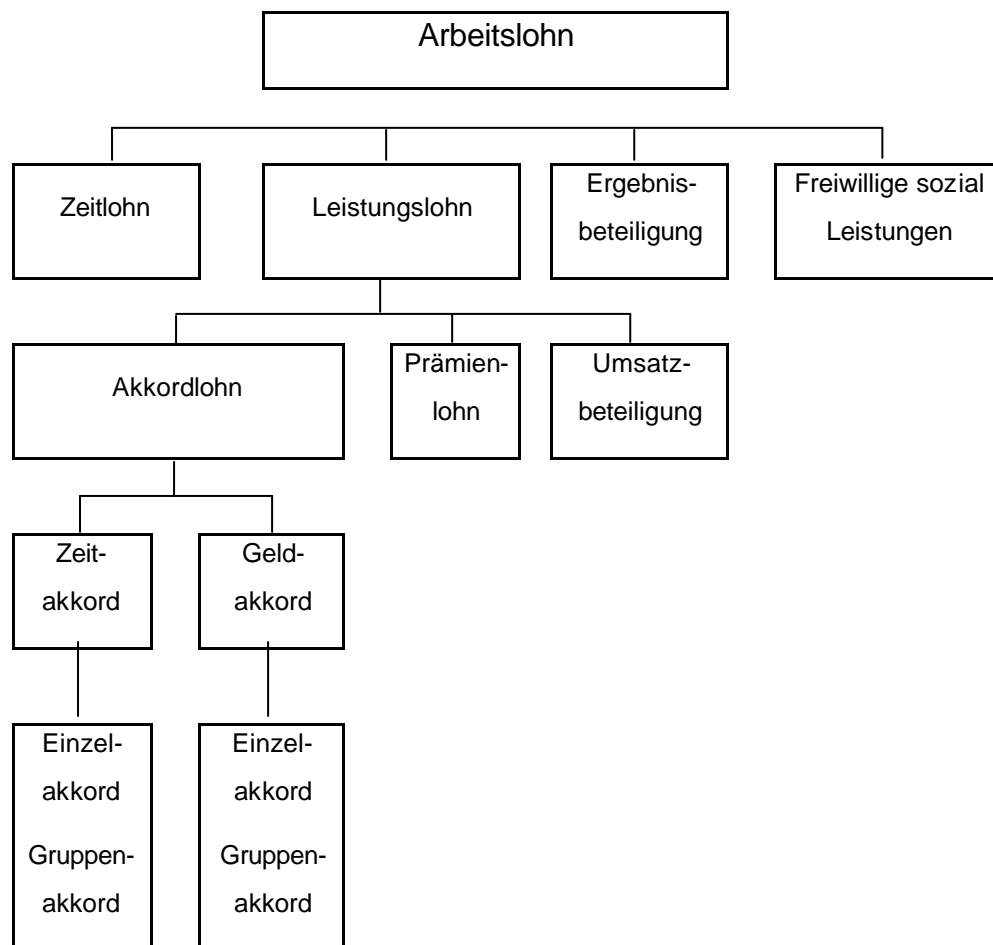 Arbeitslohn
Zeitlohn
Leistungslohn
Ergebnis-
beteiligung
Freiwillige sozial
Leistungen
Akkordlohn
Prämien-
lohn
Umsatz-
beteiligung
Zeit-
akkord
Geld-
akkord
Einzel-
akkord
Gruppen-
akkord
Einzel-
akkord
Gruppen-
akkord